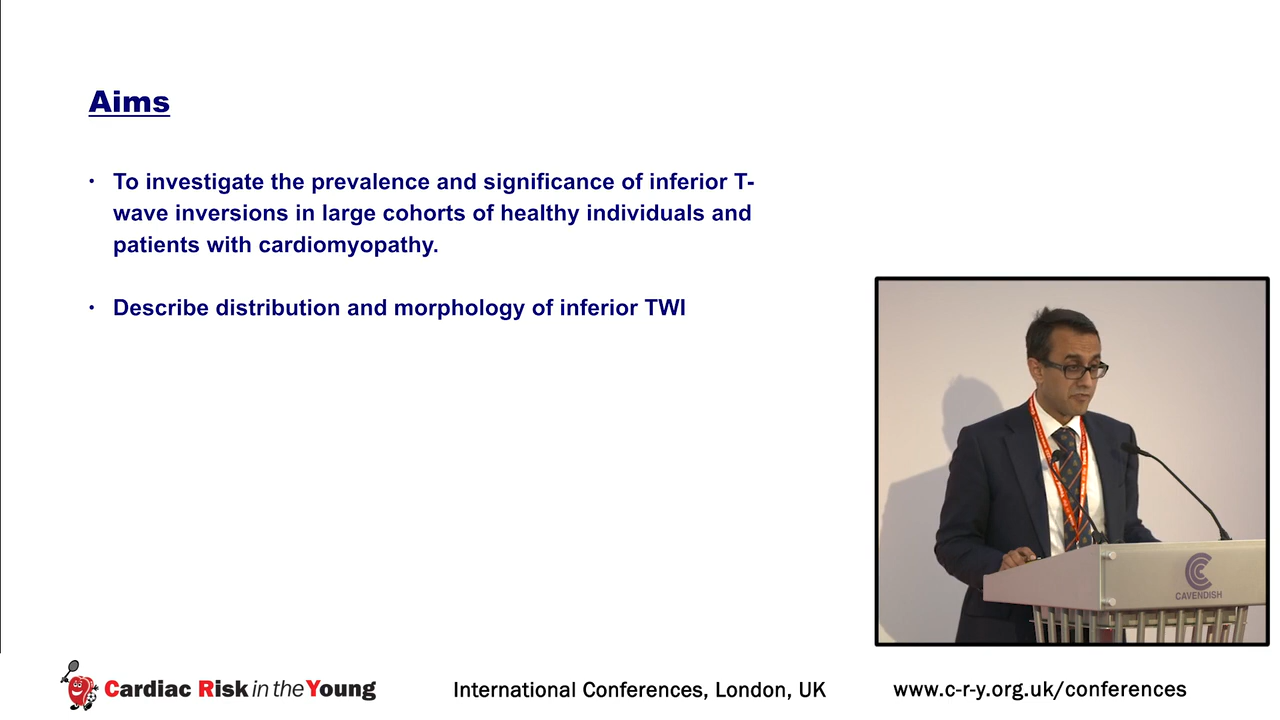 Aims
• To investigate the prevalence and significance of inferior T-
wave inversions in large cohorts of healthy individuals and
patients with cardiomyopathy.
• Describe distribution and morphology of inferior TWI
CAVENDISH
Cardiac Risk in the Young
International Conferences, London, UK
www.c-r-y.org.uk/conferences